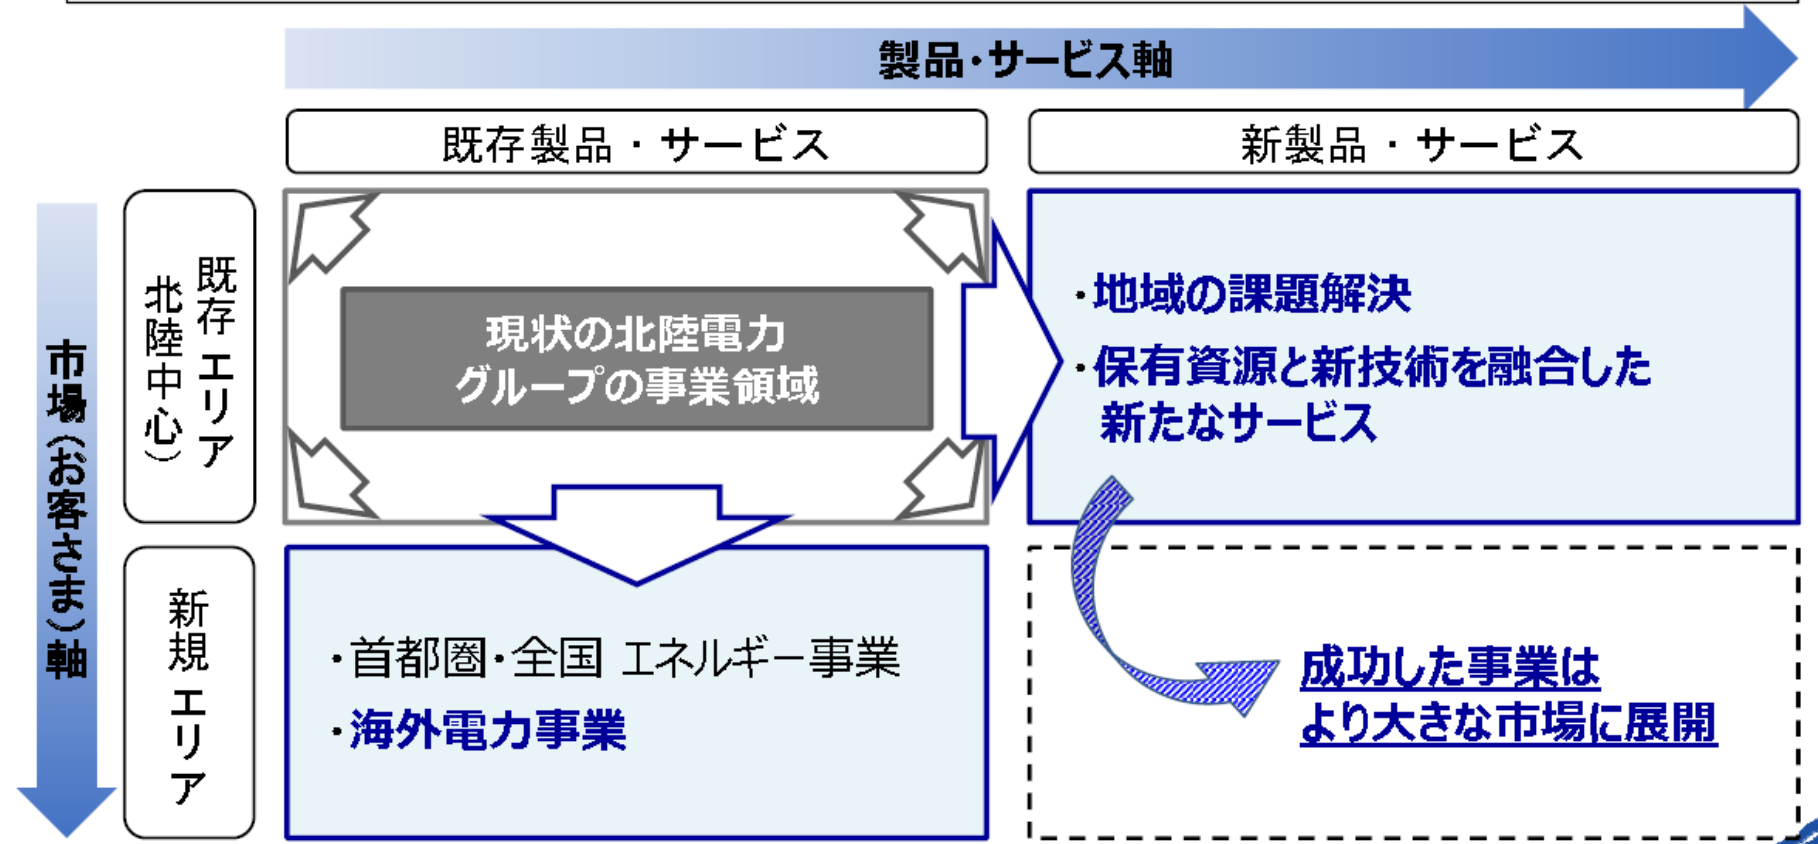 製品・サービス軸
既存製品・サービス
新製品・サービス
市場(お客さま)軸
既存エリア
(北陸中心)
現状の北陸電力
グループの事業領域
・地域の課題解決
・保有資源と新技術を融合した
新たなサービス
新規エリア
・首都圏・全国 エネルギー事業
・海外電力事業
成功した事業は
より大きな市場に展開